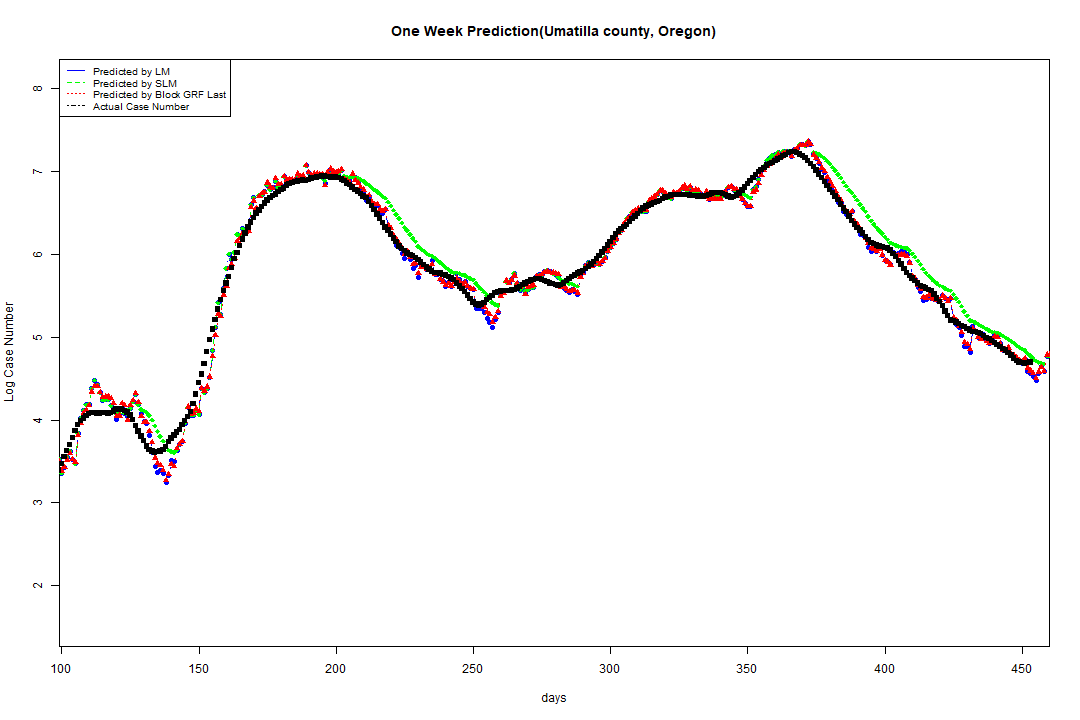 One Week Prediction(Umatilla county, Oregon)
Predicted by LM
Predicted by SLM
Predicted by Block GRF Last
Actual Case Number
8
7
6
5
4
3
2
Log Case Number
100 150 200 250 300 350 400 450
days